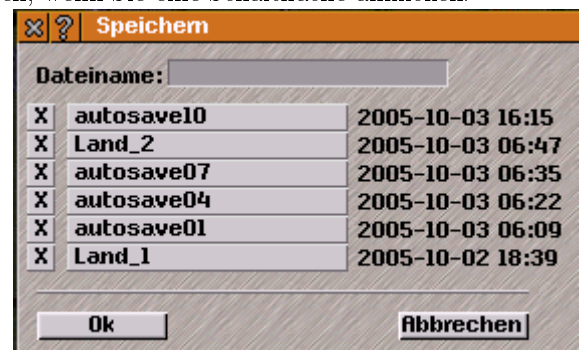 ? Speichern
Dateiname:
X autosave10 2005-10-03 16:15
X Land_2 2005-10-03 06:47
X autosave07 2005-10-03 06:35
X autosave04 2005-10-03 06:22
X autosave01 2005-10-03 06:09
X Land_1 2005-10-02 18:39
Ok Abbrechen